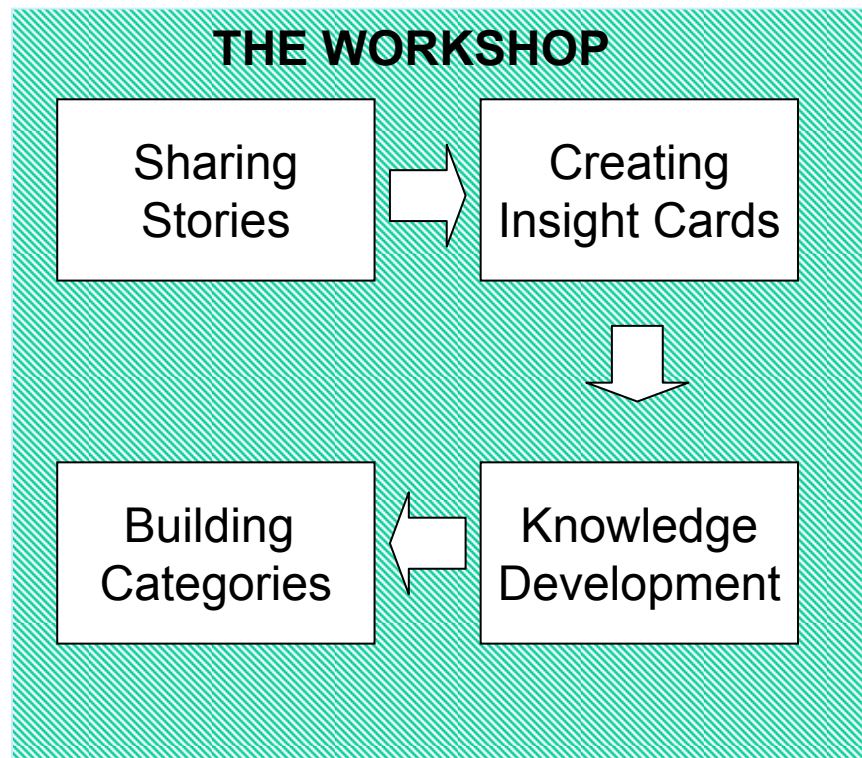 THE WORKSHOP
Sharing
Stories
Creating
Insight Cards
Knowledge
Development
Building
Categories